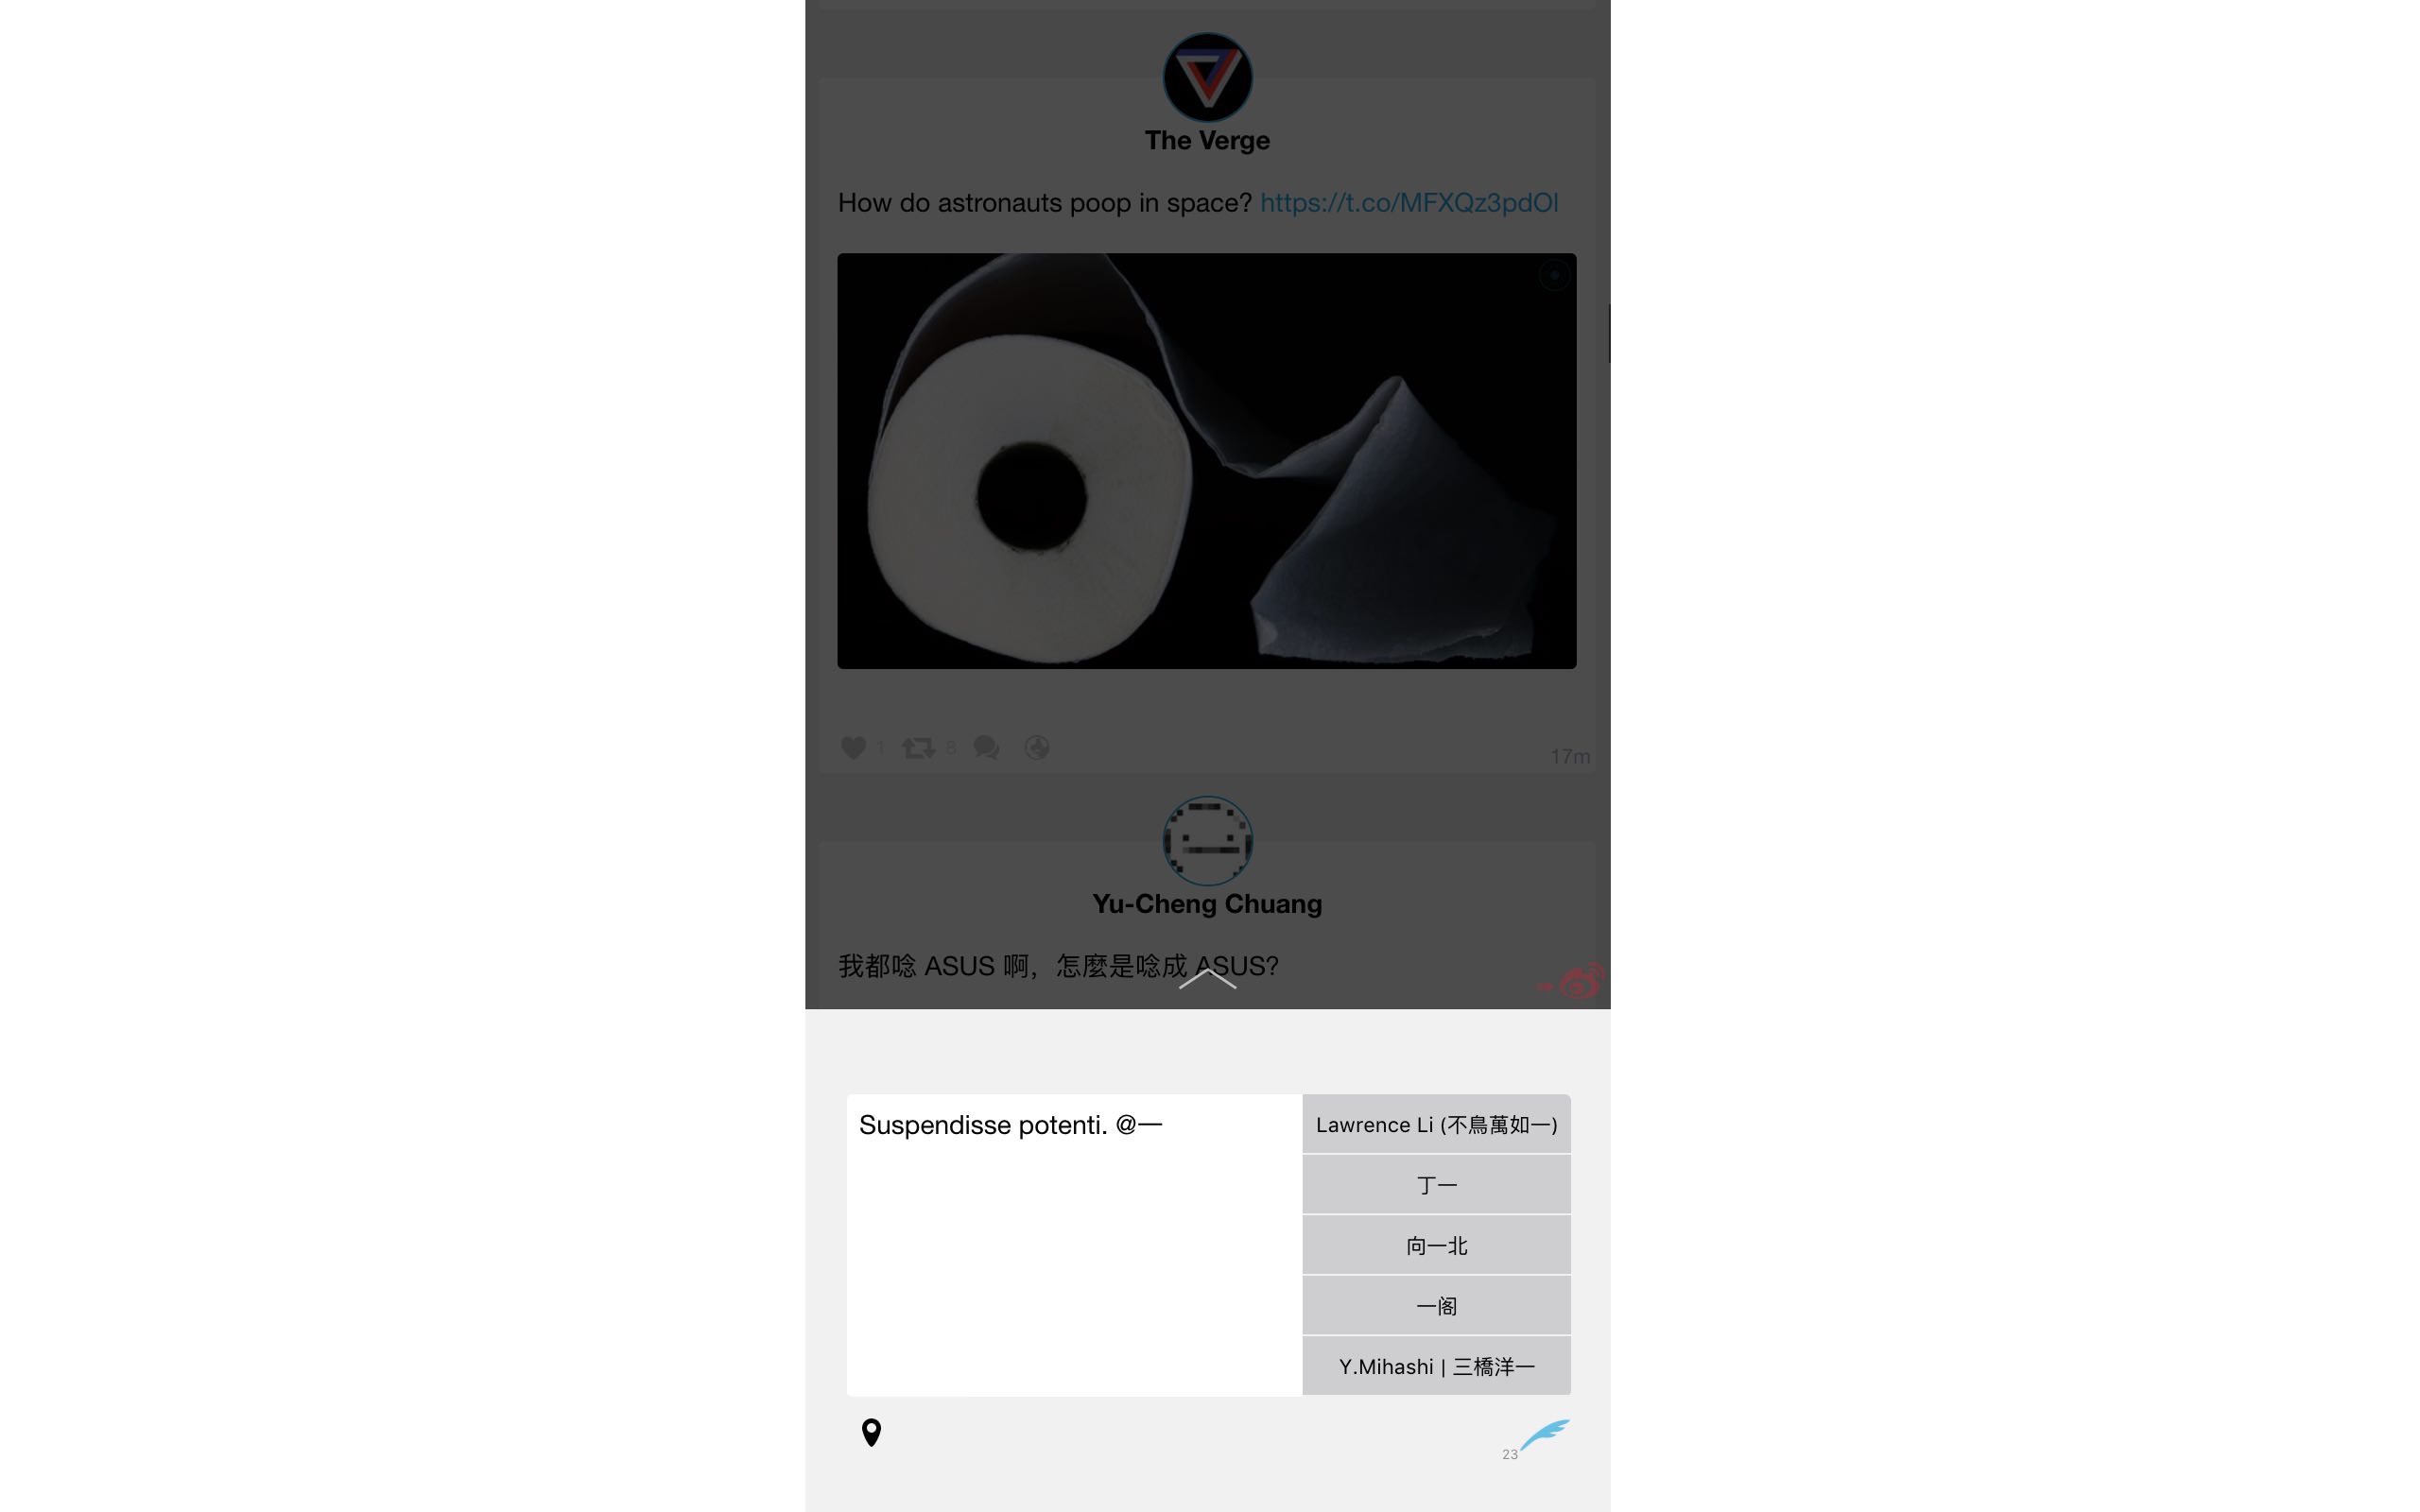 The Verge
How do astronauts poop in space? https://t.co/MFXQz3pdOl
1 8
17m
Yu-Cheng Chuang
我都唸 ASUS 啊，怎麼是唸成 ASUS?
Suspendisse potenti. @一
Lawrence Li (不鳥萬如一)
丁一
向一北
一阁
Y.Mihashi | 三橋洋一
23